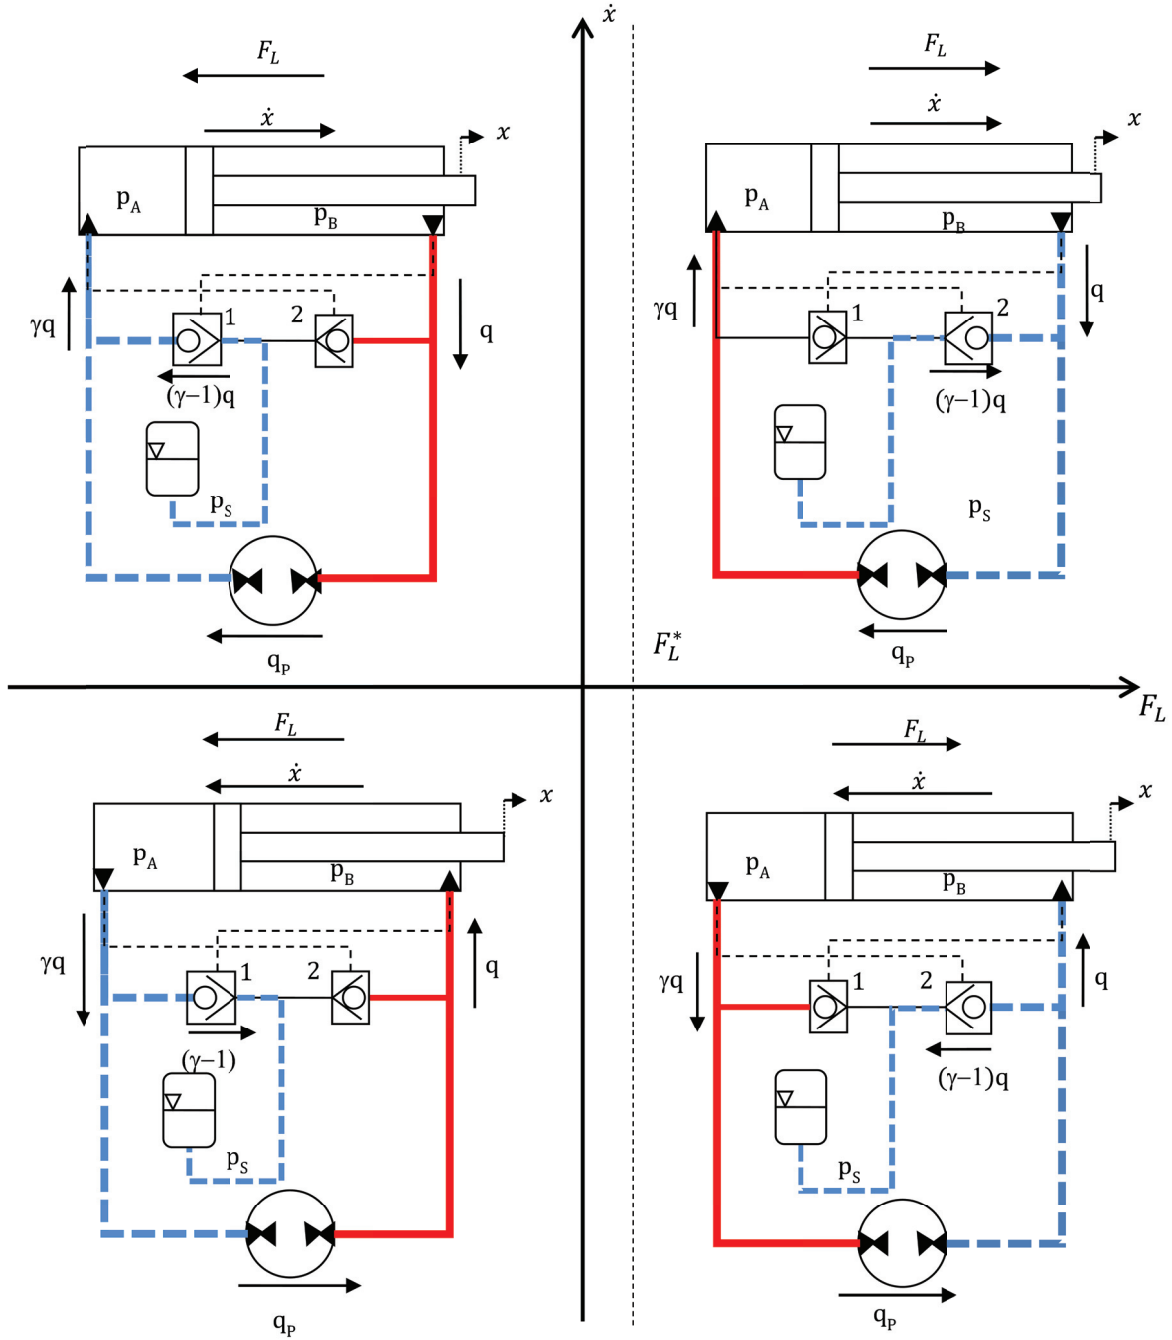 ẋ
F_L
ẋ
x
p_A
p_B
1
2
γq
q
(γ−1)q
p_S
q_P
F_L
ẋ
x
p_A
p_B
1
2
γq
q
(γ−1)q
p_S
q_P
F_L^*
F_L
F_L
ẋ
x
p_A
p_B
1
2
γq
q
(γ−1)
p_S
q_P
F_L
ẋ
x
p_A
p_B
1
2
γq
q
(γ−1)q
p_S
q_P